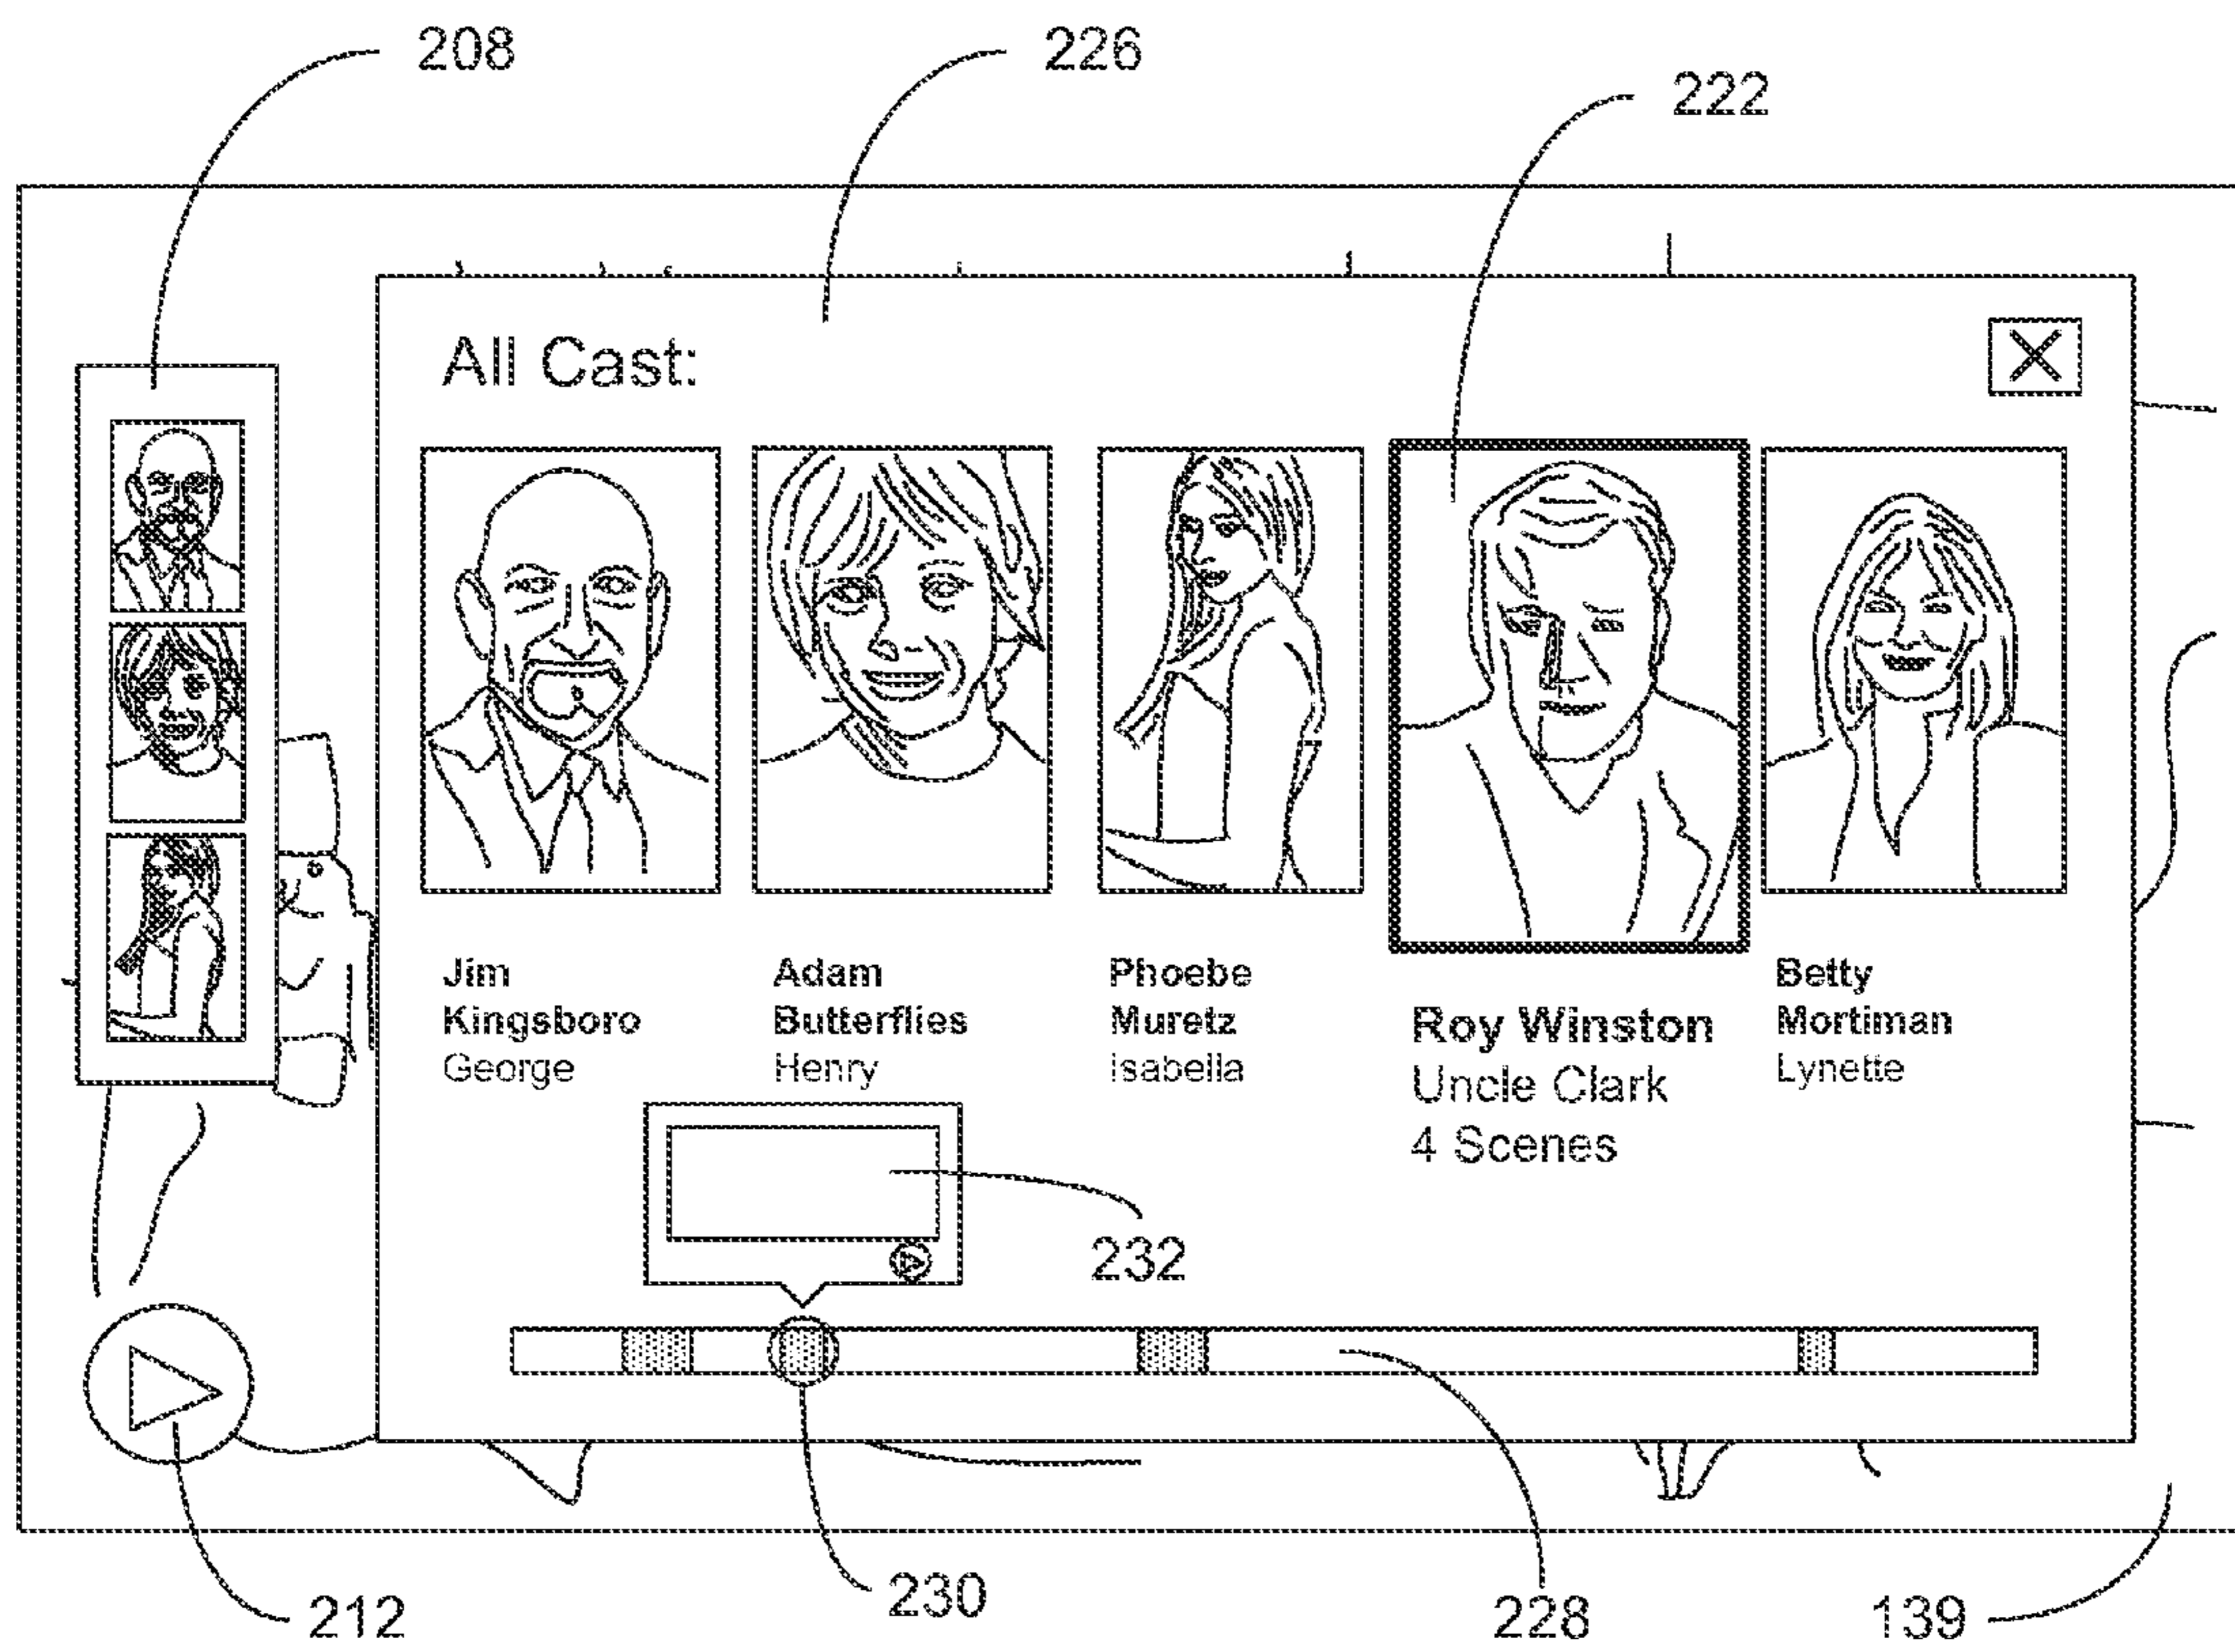 208
226
222
All Cast:
Jim
Kingsboro
George
Adam
Butterflies
Henry
Phoebe
Muretz
Isabella
Roy Winston
Uncle Clark
4 Scenes
Betty
Mortiman
Lynette
232
212
230
228
139